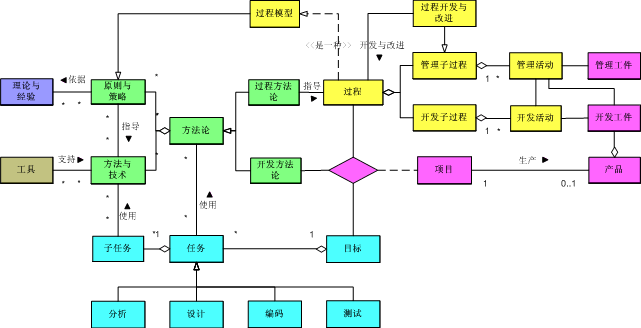 过程模型
过程开发与
改进
<<是一种>>
开发与改进
管理子过程
管理活动
管理工件
1
*
理论与
经验
依据
*
*
原则与
策略
*
过程方法
论
指导
过程
开发子过程
开发活动
开发工件
1
*
*
*
指导
方法论
*
*
工具
支持
*
*
方法与
技术
开发方法
论
项目
生产
1
0..1
产品
*
*
使用
*
*
使用
子任务
*
1
任务
*
1
目标
分析
设计
编码
测试